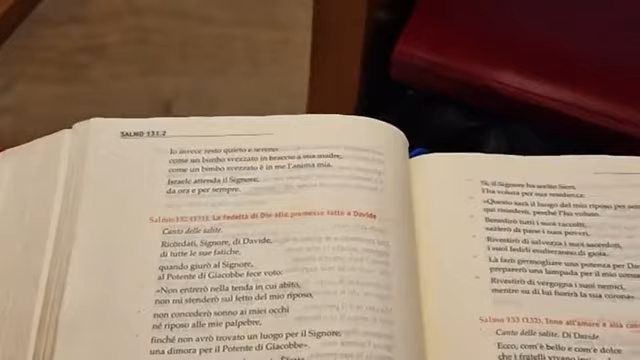 SALMO 131,2
Io invece resto quieto e sereno:
come un bimbo svezzato in braccio a sua madre,
come un bimbo svezzato è in me l'anima mia.
Israele attenda il Signore,
da ora e per sempre.
Salmo 132 (131). La fedeltà di Dio alle promesse fatte a Davide
Canto delle salite.
Ricordati, Signore, di Davide,
di tutte le sue fatiche,
quando giurò al Signore,
al Potente di Giacobbe fece voto:
«Non entrerò nella tenda in cui abito,
non mi stenderò sul letto del mio riposo,
non concederò sonno ai miei occhi
né riposo alle mie palpebre,
finché non avrò trovato un luogo per il Signore,
una dimora per il Potente di Giacobbe».
Sì, il Signore ha scelto Sion,
l'ha voluta per sua residenza:
«Questo sarà il luogo del mio riposo per sem
qui risiederò, perché l'ho voluto.
Benedirò tutti i suoi raccolti,
sazierò di pane i suoi poveri.
Rivestirò di salvezza i suoi sacerdoti,
i suoi fedeli esulteranno di gioia.
Là farò germogliare una potenza per Da
preparerò una lampada per il mio consa
Rivestirò di vergogna i suoi nemici,
mentre su di lui fiorirà la sua corona».
Salmo 133 (132). Inno all'amore e alla co
Canto delle salite. Di Davide.
Ecco, com'è bello e com'è dolce
che i fratelli vivano